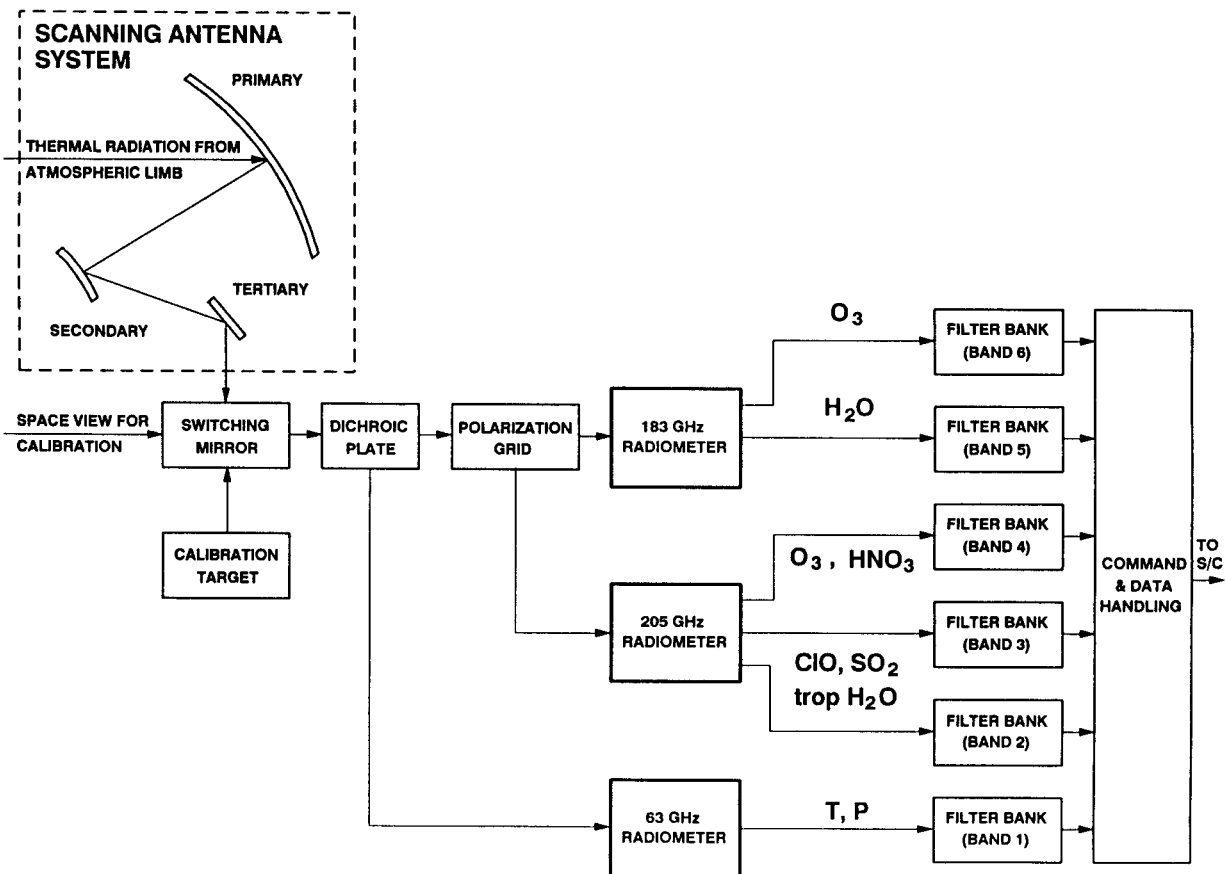 SCANNING ANTENNA
SYSTEM
PRIMARY
THERMAL RADIATION FROM
ATMOSPHERIC LIMB
SECONDARY
TERTIARY
SPACE VIEW FOR
CALIBRATION
SWITCHING
MIRROR
CALIBRATION
TARGET
DICHROIC
PLATE
POLARIZATION
GRID
183 GHz
RADIOMETER
O3
H2O
FILTER BANK
(BAND 6)
FILTER BANK
(BAND 5)
205 GHz
RADIOMETER
O3 , HNO3
ClO, SO2
trop H2O
FILTER BANK
(BAND 4)
FILTER BANK
(BAND 3)
FILTER BANK
(BAND 2)
63 GHz
RADIOMETER
T, P
FILTER BANK
(BAND 1)
COMMAND
& DATA
HANDLING
TO
S/C